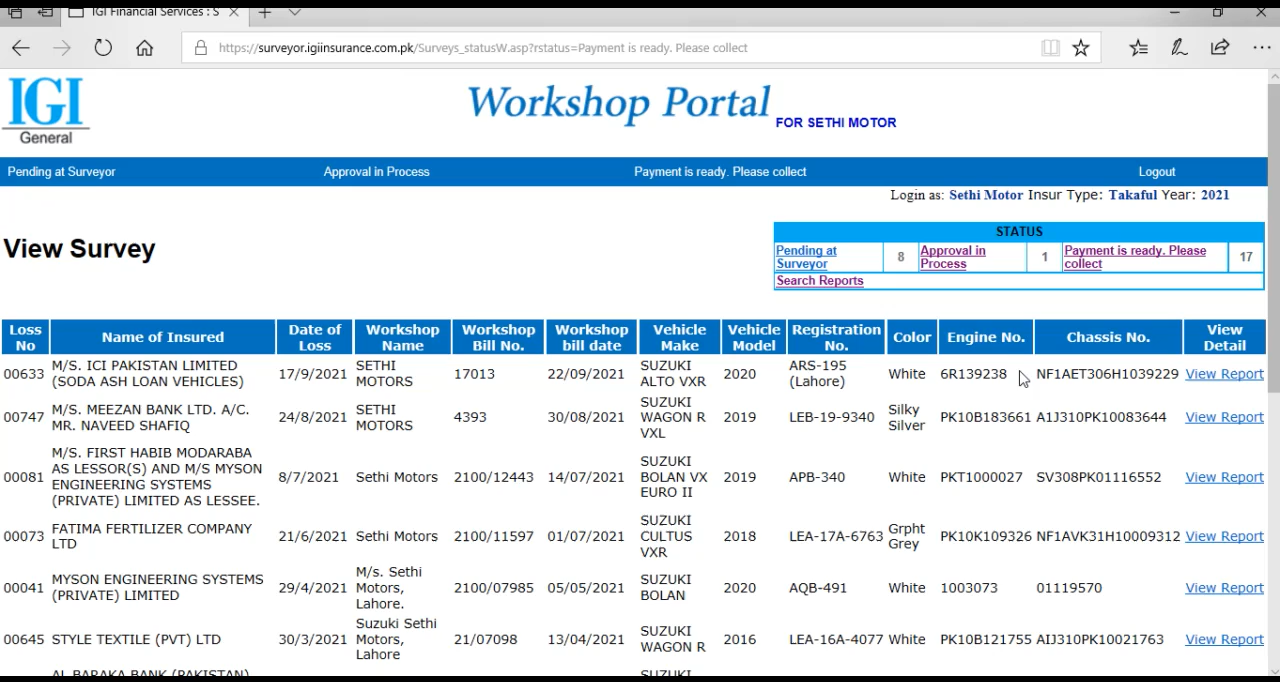 IGI Financial Services : S
https://surveyor.igiinsurance.com.pk/Surveys_statusW.asp?rstatus=Payment is ready. Please collect
IGI
General
Workshop Portal FOR SETHI MOTOR
Pending at Surveyor Approval in Process Payment is ready. Please collect Logout
Login as: Sethi Motor Insur Type: Takaful Year: 2021
View Survey
STATUS
Pending at Surveyor 8 Approval in Process 1 Payment is ready. Please collect 17
Search Reports
Loss No Name of Insured Date of Loss Workshop Name Workshop Bill No. Workshop bill date Vehicle Make Vehicle Model Registration No. Color Engine No. Chassis No. View Detail
00633 M/S. ICI PAKISTAN LIMITED (SODA ASH LOAN VEHICLES) 17/9/2021 SETHI MOTORS 17013 22/09/2021 SUZUKI ALTO VXR 2020 ARS-195 (Lahore) White 6R139238 NF1AET306H1039229 View Report
00747 M/S. MEEZAN BANK LTD. A/C. MR. NAVEED SHAFIQ 24/8/2021 SETHI MOTORS 4393 30/08/2021 SUZUKI WAGON R VXL 2019 LEB-19-9340 Silky Silver PK10B183661 A1J310PK10083644 View Report
00081 M/S. FIRST HABIB MODARABA AS LESSOR(S) AND M/S MYSON ENGINEERING SYSTEMS (PRIVATE) LIMITED AS LESSEE. 8/7/2021 Sethi Motors 2100/12443 14/07/2021 SUZUKI BOLAN VX EURO II 2019 APB-340 White PKT1000027 SV308PK01116552 View Report
00073 FATIMA FERTILIZER COMPANY LTD 21/6/2021 Sethi Motors 2100/11597 01/07/2021 SUZUKI CULTUS VXR 2018 LEA-17A-6763 Grpht Grey PK10K109326 NF1AVK31H10009312 View Report
00041 MYSON ENGINEERING SYSTEMS (PRIVATE) LIMITED 29/4/2021 M/s. Sethi Motors, Lahore. 2100/07985 05/05/2021 SUZUKI BOLAN 2020 AQB-491 White 1003073 01119570 View Report
00645 STYLE TEXTILE (PVT) LTD 30/3/2021 Suzuki Sethi Motors, Lahore 21/07098 13/04/2021 SUZUKI WAGON R 2016 LEA-16A-4077 White PK10B121755 AIJ310PK10021763 View Report
AL BARAKA BANK (PAKISTAN) SUZUKI